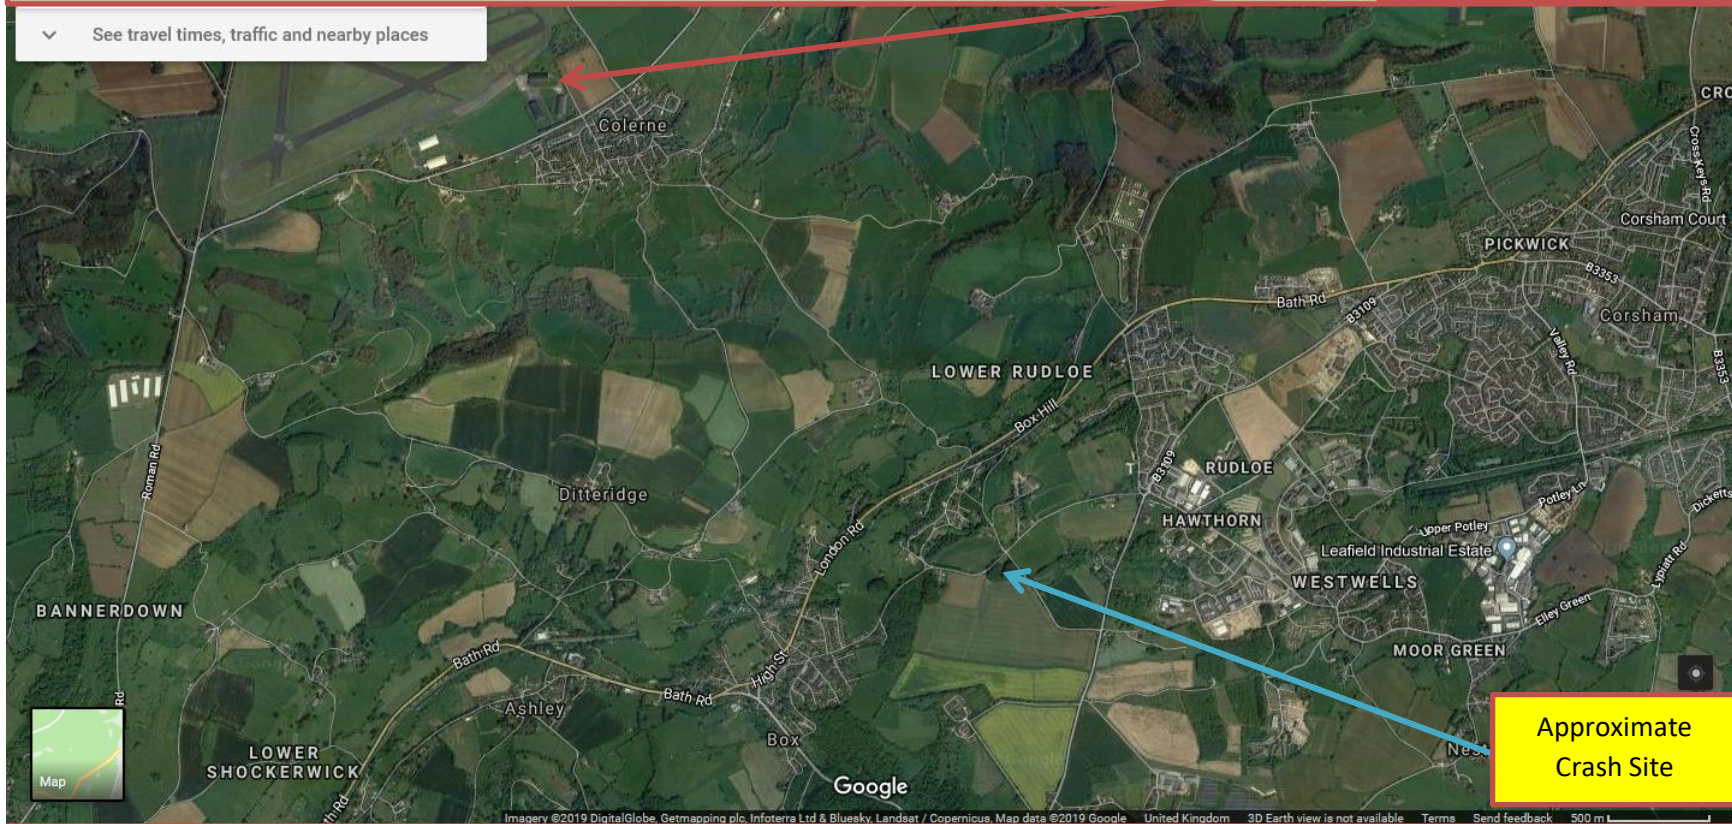 See travel times, traffic and nearby places
CRO
Colerne
Cross Keys Rd
Corsham Court
PICKWICK
B3353
Bath Rd
B3109
Corsham
Valley Rd
B3353
LOWER RUDLOE
Box Hill
T
B3109
RUDLOE
Roman Rd
Ditteridge
Potley Ln
Dicketts
HAWTHORN
Upper Potley
London Rd
Leafield Industrial Estate
WESTWELLS
Lypiatt Rd
BANNERDOWN
Elley Green
MOOR GREEN
Bath Rd
High St
Rd
Bath Rd
Ashley
Box
Nes
Approximate
Crash Site
LOWER
SHOCKERWICK
Map
Google
th Rd
Imagery ©2019 DigitalGlobe, Getmapping plc, Infoterra Ltd & Bluesky, Landsat / Copernicus, Map data ©2019 Google United Kingdom 3D Earth view is not available Terms Send feedback 500 m